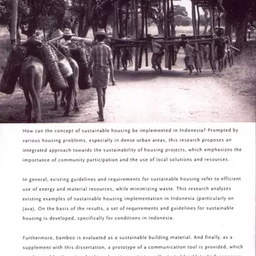 How can the concept of sustainable housing be implemented in Indonesia? Prompted by
various housing problems, especially in dense urban areas, this research proposes an
integrated approach towards the sustainability of housing projects, which emphasizes the
importance of community participation and the use of local solutions and resources.
In general, existing guidelines and requirements for sustainable housing refer to efficient
use of energy and material resources, while minimizing waste. This research analyzes
existing examples of sustainable housing implementation in Indonesia (particularly on
Java). On the basis of the results, a set of requirements and guidelines for sustainable
housing is developed, specifically for conditions in Indonesia.
Furthermore, bamboo is evaluated as a sustainable building material. And finally, as a
supplement with this dissertation, a prototype of a communication tool is provided, which